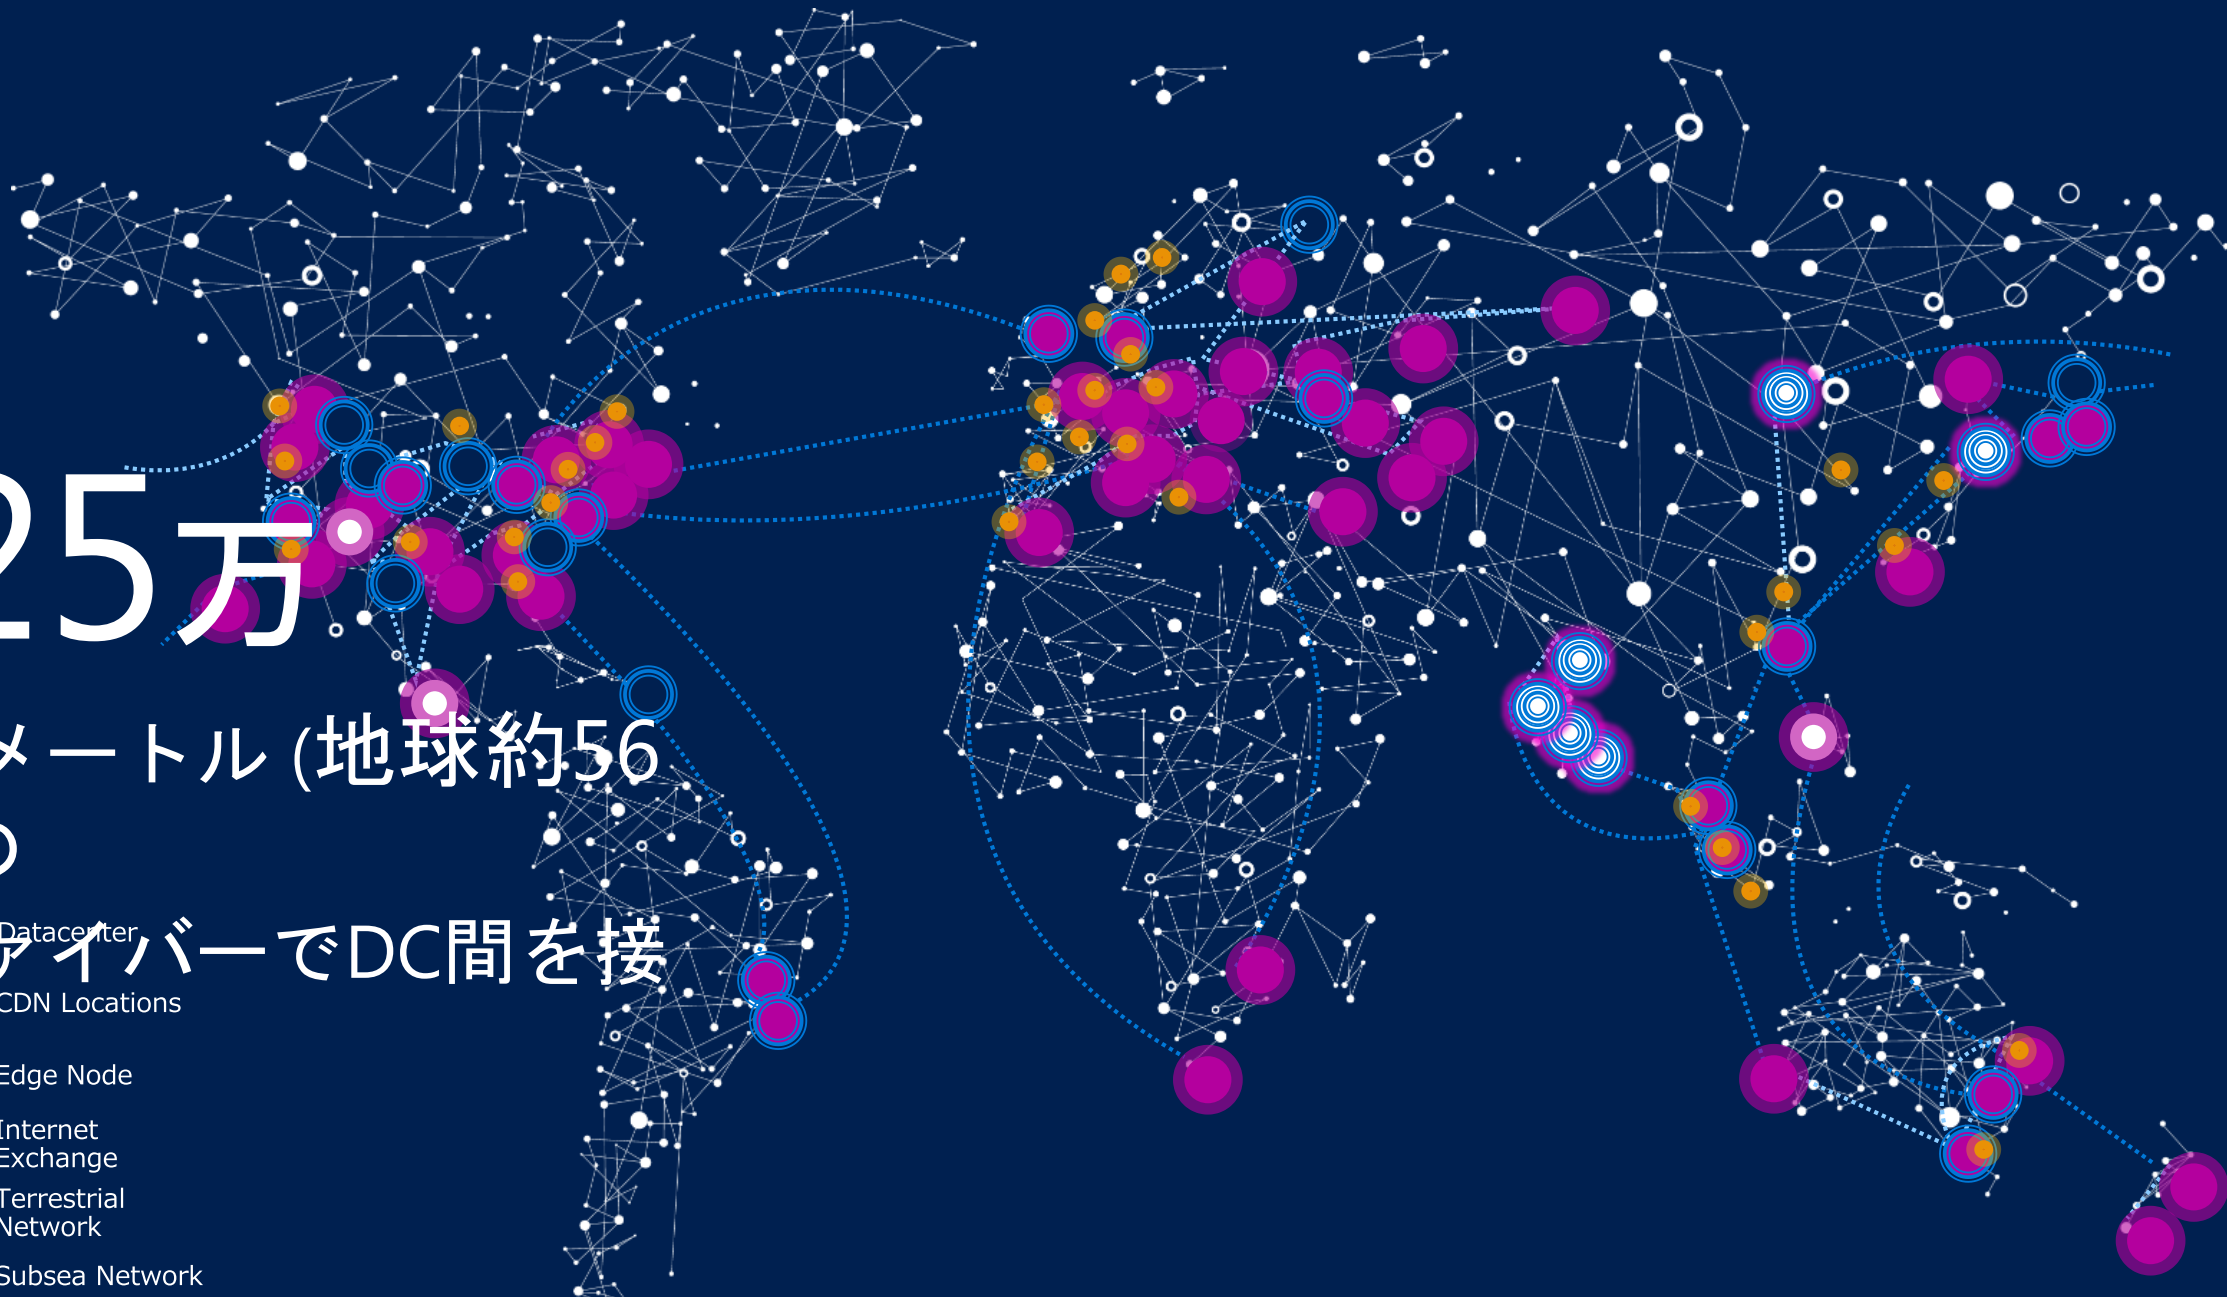 25万
メートル (地球約56
の
ァイバーでDC間を接
Datacenter
CDN Locations
Edge Node
Internet
Exchange
Terrestrial
Network
Subsea Network